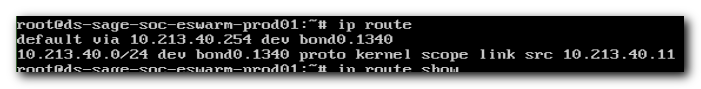 root@ds-sage-soc-eswarm-prod01:~# ip route
default via 10.213.40.254 dev bond0.1340
10.213.40.0/24 dev bond0.1340 proto kernel scope link src 10.213.40.11
root@ds-sage-soc-eswarm-prod01:~# ip route show